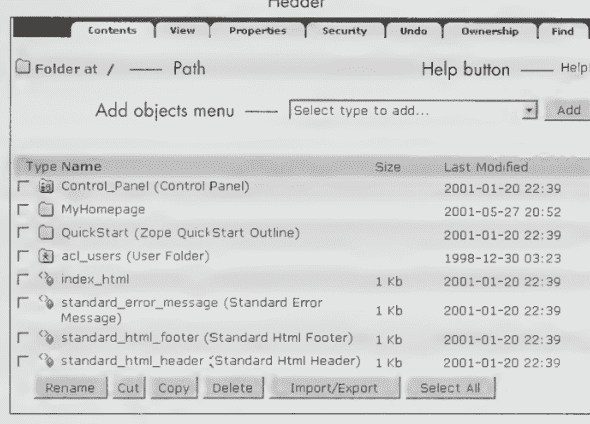 Header
Contents View Properties Security Undo Ownership Find
Folder at / Path Help button Help!
Add objects menu Select type to add... Add
Type Name Size Last Modified
Control_Panel (Control Panel) 2001-01-20 22:39
MyHomepage 2001-05-27 20:52
QuickStart (Zope QuickStart Outline) 2001-01-20 22:39
acl_users (User Folder) 1998-12-30 03:23
index_html 1 Kb 2001-01-20 22:39
standard_error_message (Standard Error
Message) 1 Kb 2001-01-20 22:39
standard_html_footer (Standard Html Footer) 1 Kb 2001-01-20 22:39
standard_html_header (Standard Html Header) 1 Kb 2001-01-20 22:39
Rename Cut Copy Delete Import/Export Select All